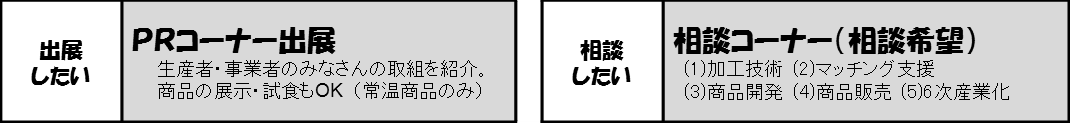 出展
したい
PRコーナー出展
生産者・事業者のみなさんの取組を紹介。
商品の展示・試食もOK（常温商品のみ）
相談
したい
相談コーナー（相談希望）
(1)加工技術 (2)マッチング支援
(3)商品開発 (4)商品販売 (5)6次産業化